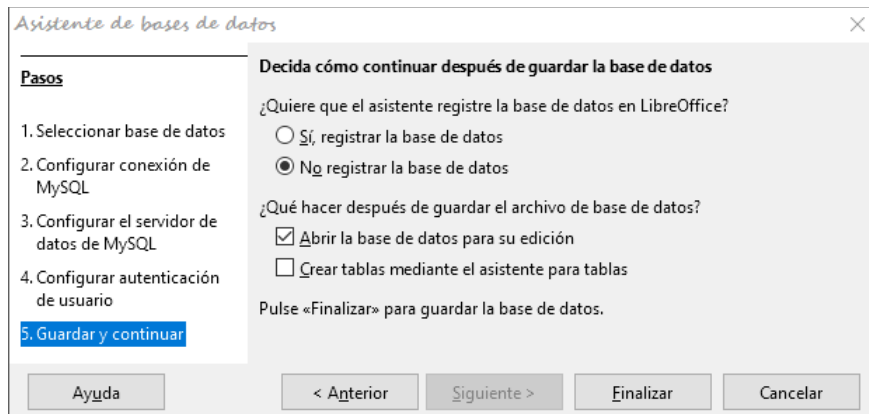 Asistente de bases de datos
Pasos
1. Seleccionar base de datos
2. Configurar conexión de
MySQL
3. Configurar el servidor de
datos de MySQL
4. Configurar autenticación
de usuario
5. Guardar y continuar
Decida cómo continuar después de guardar la base de datos
¿Quiere que el asistente registre la base de datos en LibreOffice?
Sí, registrar la base de datos
No registrar la base de datos
¿Qué hacer después de guardar el archivo de base de datos?
Abrir la base de datos para su edición
Crear tablas mediante el asistente para tablas
Pulse «Finalizar» para guardar la base de datos.
Ayuda
< Anterior
Siguiente >
Finalizar
Cancelar